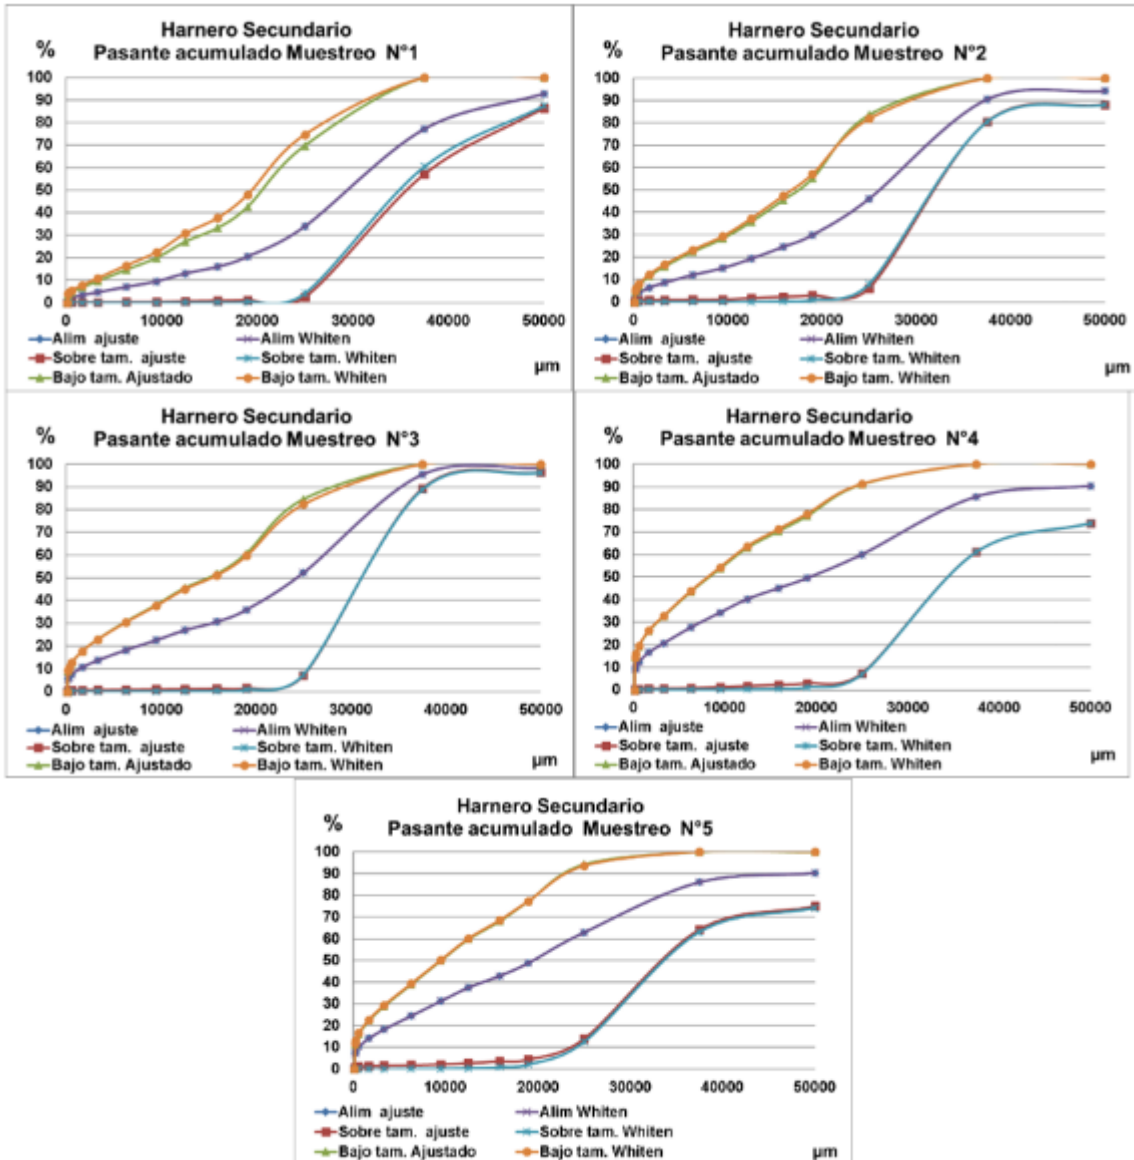 Harnero Secundario
Pasante acumulado Muestreo N°1
%
100
90
80
70
60
50
40
30
20
10
0
0 10000 20000 30000 40000 50000
Alim ajuste Alim Whiten
Sobre tam. ajuste Sobre tam. Whiten
Bajo tam. Ajustado Bajo tam. Whiten
µm
Harnero Secundario
Pasante acumulado Muestreo N°2
%
100
90
80
70
60
50
40
30
20
10
0
0 10000 20000 30000 40000 50000
Alim ajuste Alim Whiten
Sobre tam. ajuste Sobre tam. Whiten
Bajo tam. Ajustado Bajo tam. Whiten
µm
Harnero Secundario
Pasante acumulado Muestreo N°3
%
100
90
80
70
60
50
40
30
20
10
0
0 10000 20000 30000 40000 50000
Alim ajuste Alim Whiten
Sobre tam. ajuste Sobre tam. Whiten
Bajo tam. Ajustado Bajo tam. Whiten
µm
Harnero Secundario
Pasante acumulado Muestreo N°4
%
100
90
80
70
60
50
40
30
20
10
0
0 10000 20000 30000 40000 50000
Alim ajuste Alim Whiten
Sobre tam. ajuste Sobre tam. Whiten
Bajo tam. Ajustado Bajo tam. Whiten
µm
Harnero Secundario
Pasante acumulado Muestreo N°5
%
100
90
80
70
60
50
40
30
20
10
0
0 10000 20000 30000 40000 50000
Alim ajuste Alim Whiten
Sobre tam. ajuste Sobre tam. Whiten
Bajo tam. Ajustado Bajo tam. Whiten
µm